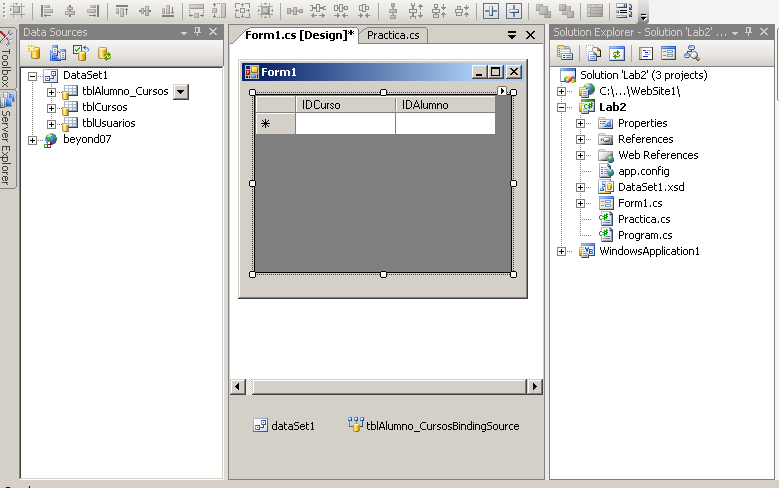 Data Sources
DataSet1
tblAlumno_Cursos
tblCursos
tblUsuarios
beyond07
Toolbox
Server Explorer
Form1.cs [Design]*
Practica.cs
Form1
IDCurso
IDAlumno
dataSet1
tblAlumno_CursosBindingSource
Solution Explorer - Solution 'Lab2' ...
Solution 'Lab2' (3 projects)
C:\...\WebSite1\
Lab2
Properties
References
Web References
app.config
DataSet1.xsd
Form1.cs
Practica.cs
Program.cs
WindowsApplication1